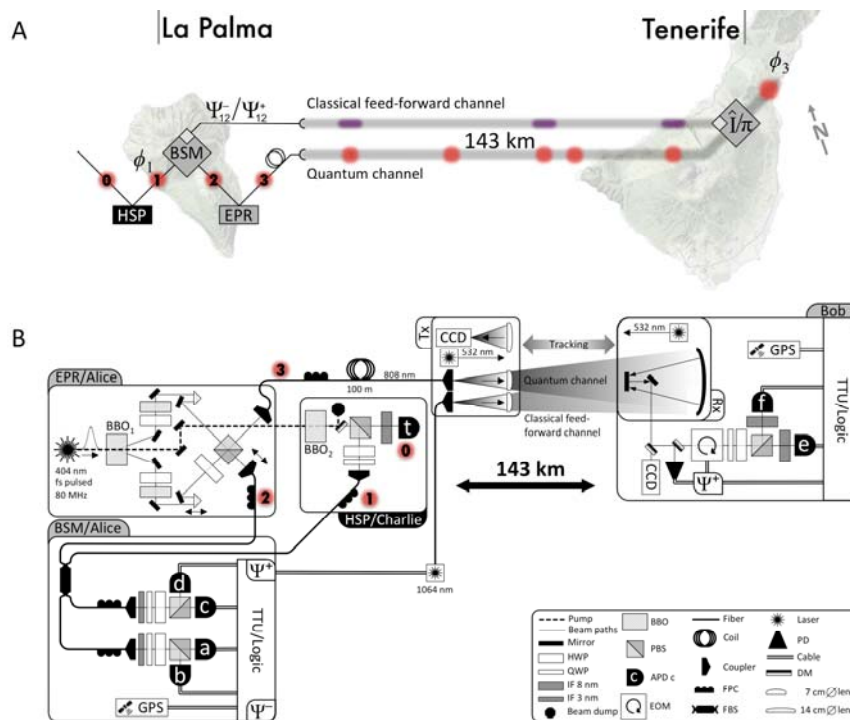 A
La Palma
Tenerife
Ψ⁻₁₂/Ψ⁺₁₂
Classical feed-forward channel
ϕ₃
Î/π
N
143 km
Quantum channel
ϕ₁
BSM
0
1
2
3
HSP
EPR
B
Bob
Tx
CCD
532 nm
Tracking
532 nm
GPS
TTU/Logic
EPR/Alice
3
100 m
808 nm
Quantum channel
Rx
f
BBO₁
BBO₂
t
0
Classical feed-forward channel
e
404 nm
fs pulsed
80 MHz
2
1
143 km
CCD
Ψ⁺
HSP/Charlie
BSM/Alice
d
Ψ⁺
1064 nm
c
TTU/Logic
a
b
GPS
Ψ⁻
Pump
Beam paths
Mirror
HWP
QWP
IF 8 nm
IF 3 nm
Beam dump
BBO
PBS
c
APD c
EOM
Fiber
Coil
Coupler
FPC
FBS
Laser
PD
Cable
DM
7 cm ∅ len
14 cm ∅ len